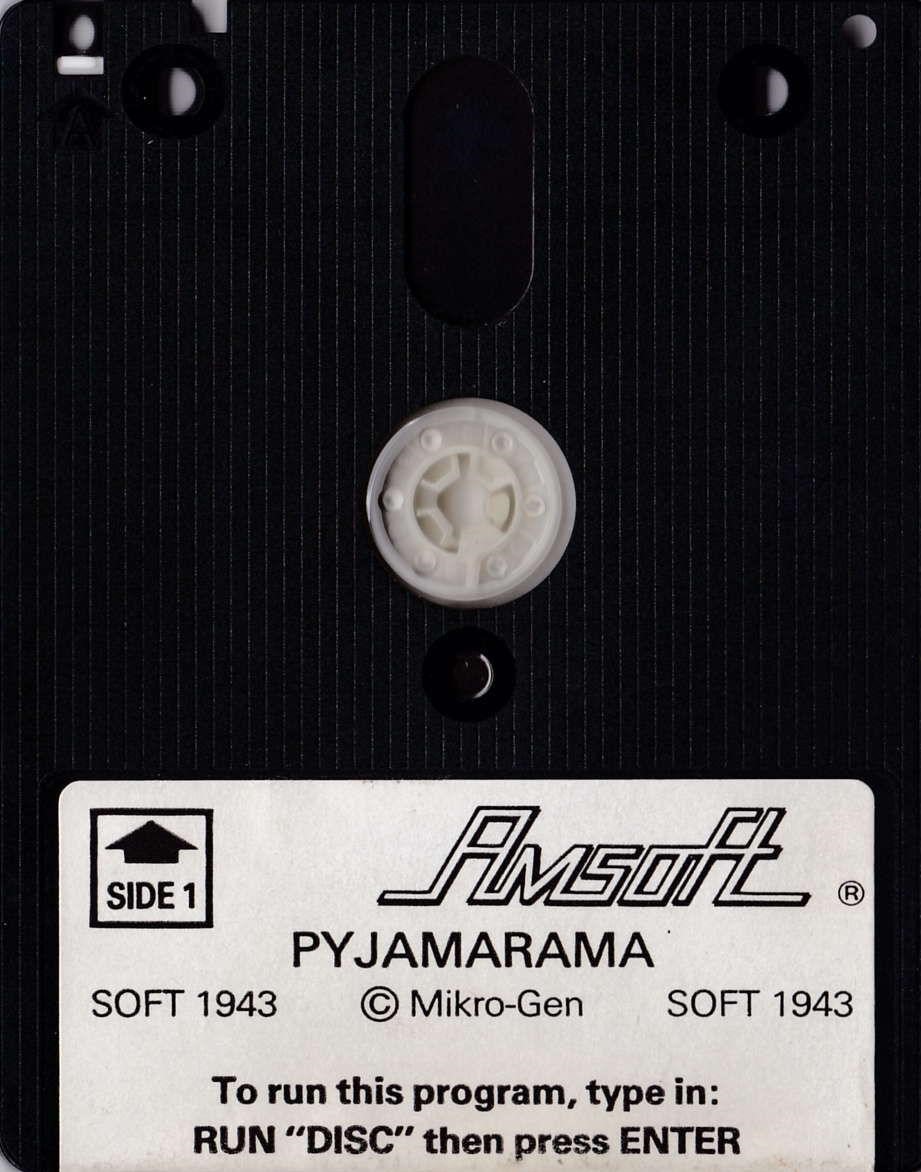 A
SIDE 1
Amsoft ®
PYJAMARAMA
SOFT 1943 © Mikro-Gen SOFT 1943
To run this program, type in:
RUN "DISC" then press ENTER